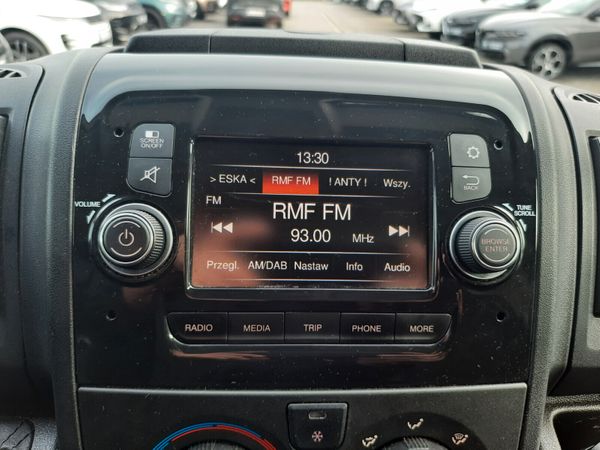 SCREEN
ON/OFF
13:30
> ESKA < RMF FM ! ANTY ! Wszy.
BACK
FM
VOLUME
RMF FM
TUNE
SCROLL
93.00 MHz
BROWSE
ENTER
Przegl. AM/DAB Nastaw Info Audio
RADIO MEDIA TRIP PHONE MORE